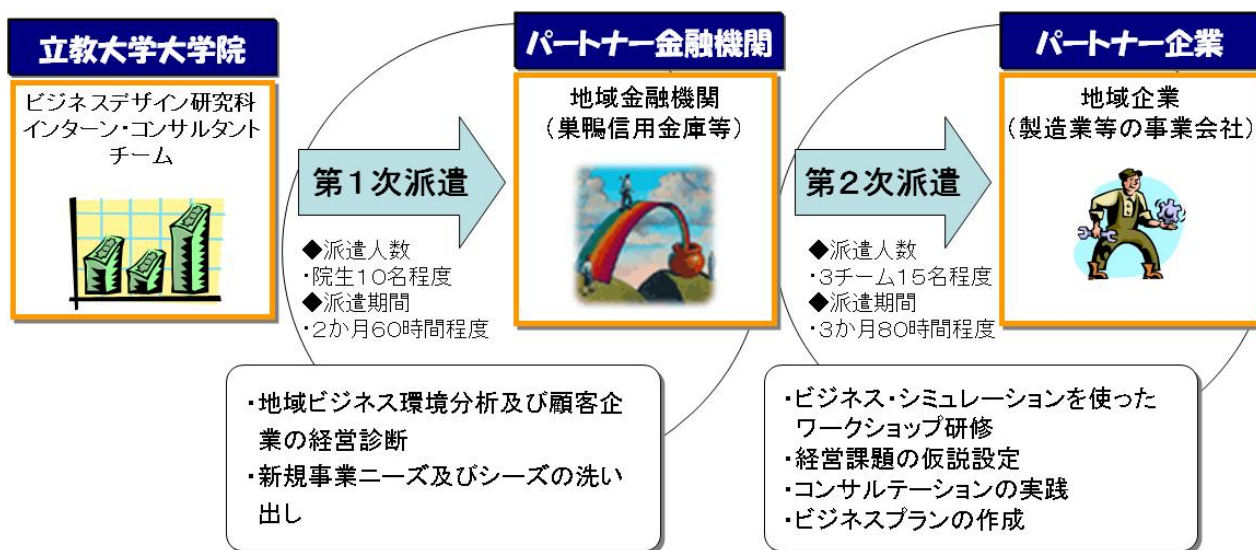 立教大学大学院
ビジネスデザイン研究科
インターン・コンサルタント
チーム
第１次派遣
◆派遣人数
・院生１０名程度
◆派遣期間
・２か月６０時間程度
・地域ビジネス環境分析及び顧客企
業の経営診断
・新規事業ニーズ及びシーズの洗い
出し
パートナー金融機関
地域金融機関
（巣鴨信用金庫等）
第２次派遣
◆派遣人数
・３チーム１５名程度
◆派遣期間
・３か月８０時間程度
・ビジネス・シミュレーションを使った
ワークショップ研修
・経営課題の仮説設定
・コンサルテーションの実践
・ビジネスプランの作成
パートナー企業
地域企業
（製造業等の事業会社）